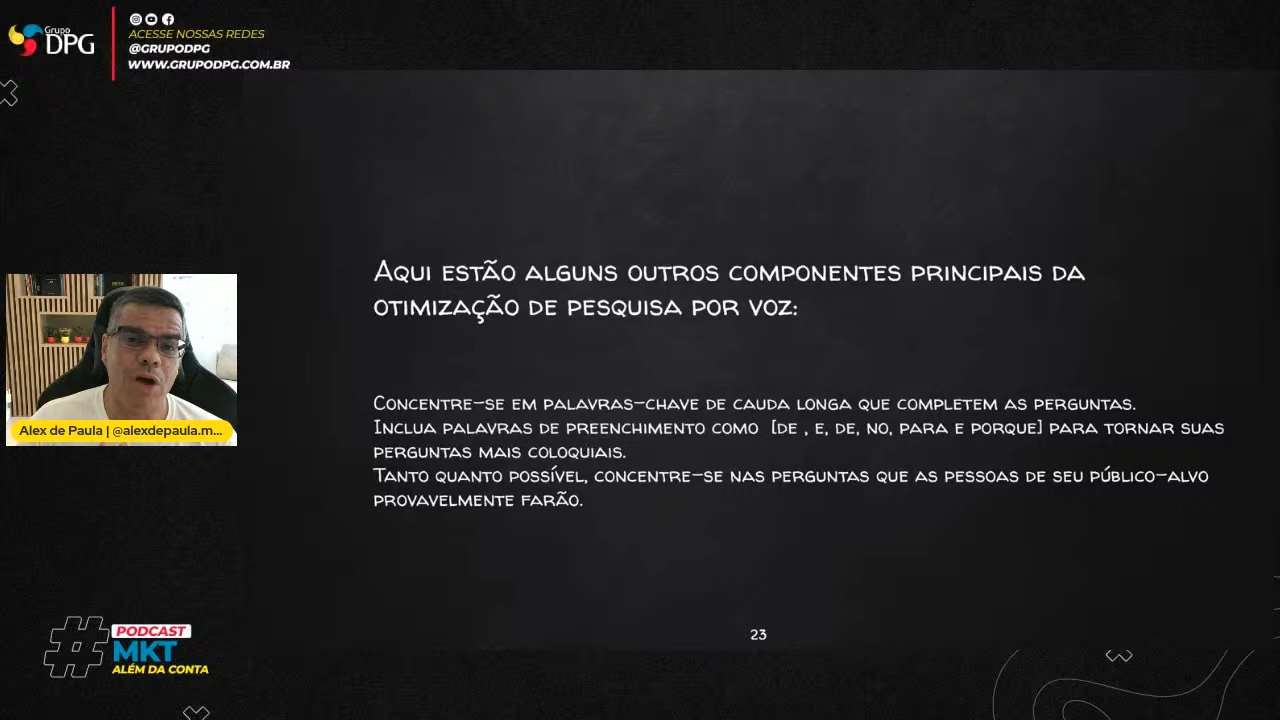 Grupo
DPG
ACESSE NOSSAS REDES
@GRUPODPG
WWW.GRUPODPG.COM.BR
Aqui estão alguns outros componentes principais da
otimização de pesquisa por voz:
Concentre-se em palavras-chave de cauda longa que completem as perguntas.
Inclua palavras de preenchimento como [de , e, de, no, para e porque] para tornar suas
perguntas mais coloquiais.
Tanto quanto possível, concentre-se nas perguntas que as pessoas de seu público-alvo
provavelmente farão.
Alex de Paula | @alexdepaula.m...
23
# PODCAST
MKT
ALÉM DA CONTA